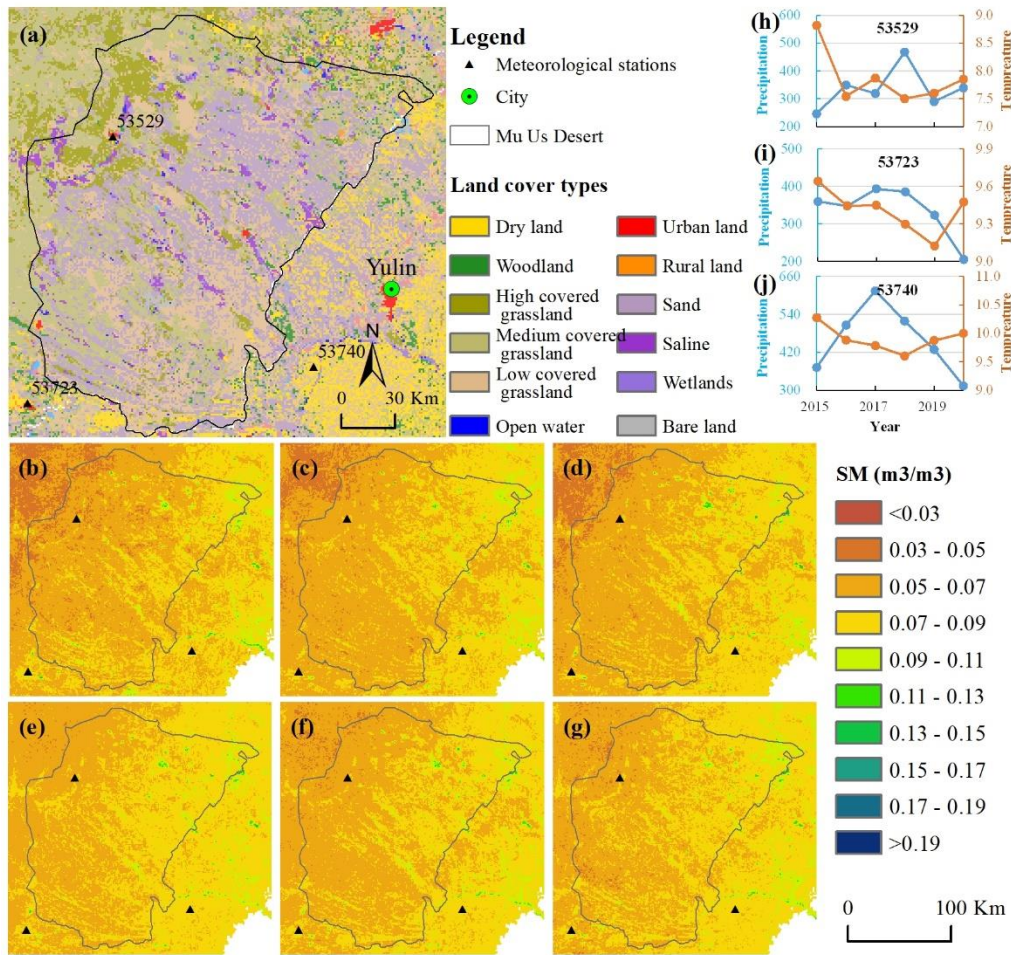 (a)
53529
Yulin
N
53740
53723
0 30 Km
Legend
Meteorological stations
City
Mu Us Desert
Land cover types
Dry land
Urban land
Woodland
Rural land
High covered
grassland
Sand
Medium covered
grassland
Saline
Low covered
grassland
Wetlands
Open water
Bare land
(h)
53529
Precipitation
600
500
400
300
200
9.0
8.5
8.0
7.5
7.0
Tempreature
(i)
53723
Precipitation
500
400
300
200
9.9
9.6
9.3
9.0
Tempreature
(j)
53740
Precipitation
660
540
420
300
11.0
10.5
10.0
9.5
9.0
Tempreature
2015 2017 2019
Year
(b)
(c)
(d)
(e)
(f)
(g)
SM (m3/m3)
<0.03
0.03 - 0.05
0.05 - 0.07
0.07 - 0.09
0.09 - 0.11
0.11 - 0.13
0.13 - 0.15
0.15 - 0.17
0.17 - 0.19
>0.19
0 100 Km